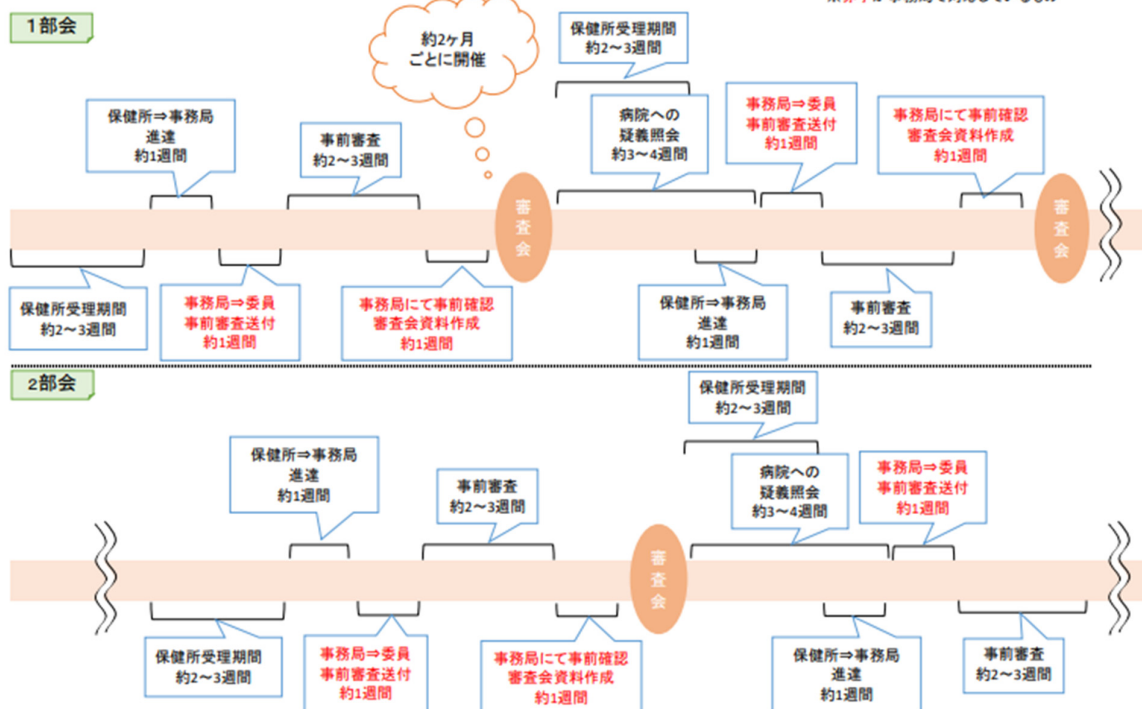 1部会
約2ヶ月
ごとに開催
保健所受理期間
約2～3週間
保健所⇒事務局
進達
約1週間
事前審査
約2～3週間
病院への
疑義照会
約3～4週間
事務局⇒委員
事前審査送付
約1週間
事務局にて事前確認
審査会資料作成
約1週間
審査会
審査会
保健所受理期間
約2～3週間
事務局⇒委員
事前審査送付
約1週間
事務局にて事前確認
審査会資料作成
約1週間
保健所⇒事務局
進達
約1週間
事前審査
約2～3週間
2部会
保健所受理期間
約2～3週間
保健所⇒事務局
進達
約1週間
事前審査
約2～3週間
病院への
疑義照会
約3～4週間
事務局⇒委員
事前審査送付
約1週間
審査会
保健所受理期間
約2～3週間
事務局⇒委員
事前審査送付
約1週間
事務局にて事前確認
審査会資料作成
約1週間
保健所⇒事務局
進達
約1週間
事前審査
約2～3週間